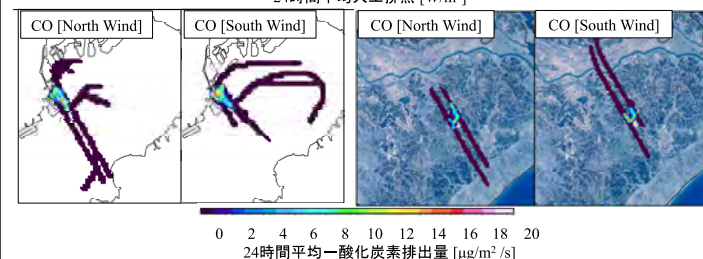 CO [North Wind] CO [South Wind] CO [North Wind] CO [South Wind]
0 2 4 6 8 10 12 14 16 18 20
24時間平均一酸化炭素排出量 [μg/m² /s]